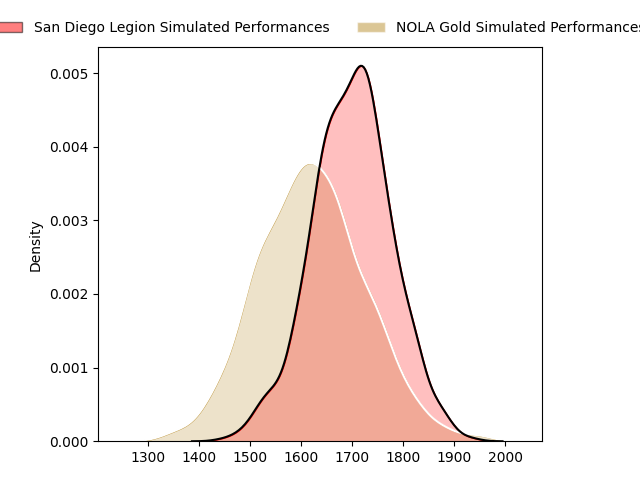 San Diego Legion Simulated Performances NOLA Gold Simulated Performances
0.005
0.004
0.003
0.002
0.001
0.000
Density
1300 1400 1500 1600 1700 1800 1900 2000